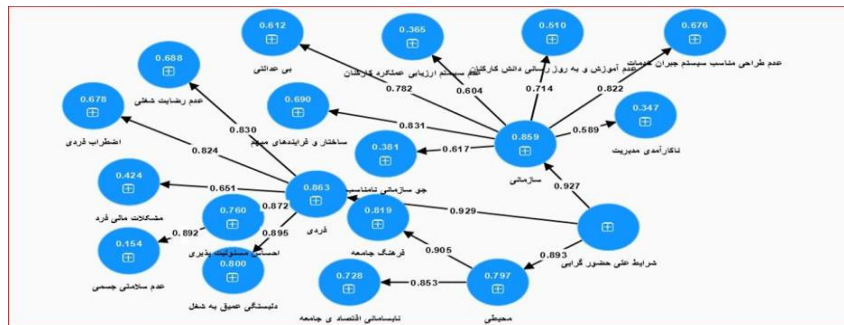 0.612
0.365
0.510
0.676
بی عدالتی
عدم سیستم ارزیابی عملکرد کارکنان
عدم آموزش و به روز رسانی دانش کارکنان
عدم طراحی مناسب سیستم جبران خدمات
0.688
عدم رضایت شغلی
0.782
0.604
0.714
0.822
0.678
اضطراب فردی
0.690
ساختار و فرایندهای مبهم
0.347
ناکارآمدی مدیریت
0.830
0.831
0.859
سازمانی
0.589
0.824
0.381
جو سازمانی نامناسب
0.617
0.424
مشکلات مالی فرد
0.651
0.863
فردی
0.927
0.929
0.872
0.760
احساس مسئولیت پذیری
0.819
فرهنگ جامعه
شرایط علی حضور گرایی
0.892
0.895
0.905
0.893
0.154
عدم سلامتی جسمی
0.800
دلبستگی عمیق به شغل
0.728
نابسامانی اقتصاد ی جامعه
0.853
0.797
محیطی